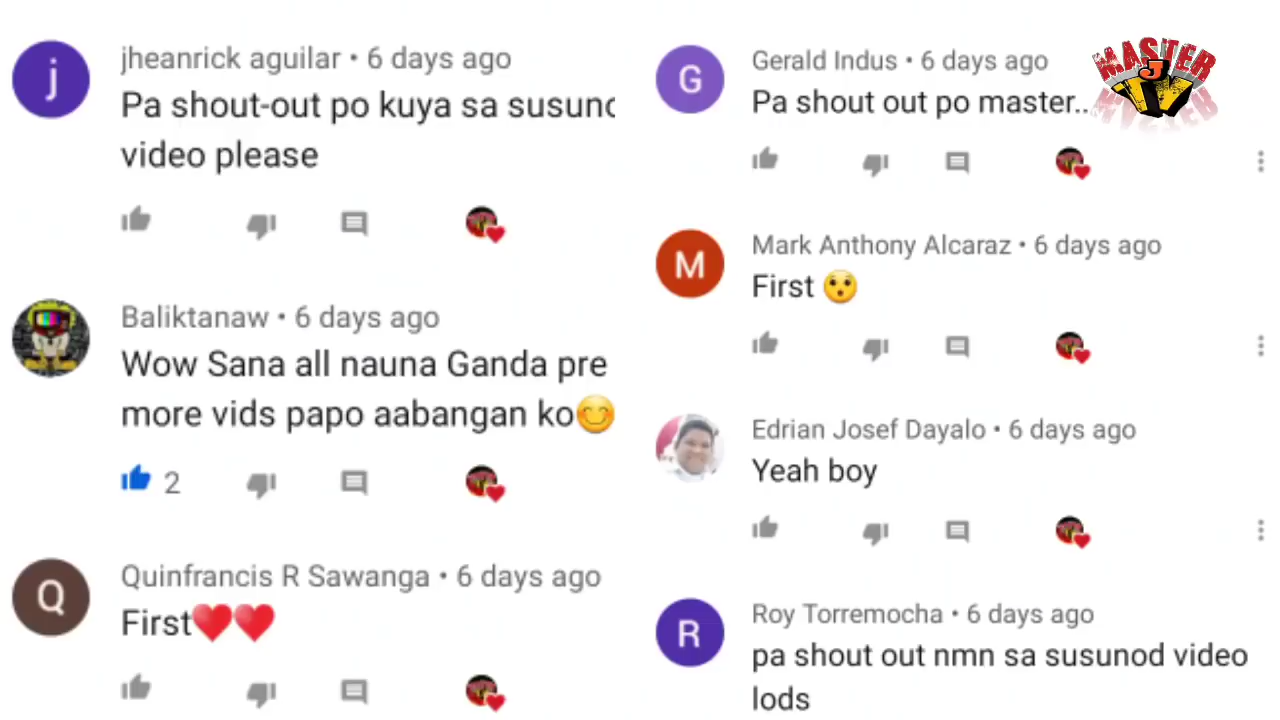 j
jheanrick aguilar • 6 days ago
Pa shout-out po kuya sa susuno
video please
Baliktanaw • 6 days ago
Wow Sana all nauna Ganda pre
more vids papo aabangan ko😊
2
Q
Quinfrancis R Sawanga • 6 days ago
First❤️❤️
G
Gerald Indus • 6 days ago
Pa shout out po master..
M
Mark Anthony Alcaraz • 6 days ago
First 😯
Edrian Josef Dayalo • 6 days ago
Yeah boy
R
Roy Torremocha • 6 days ago
pa shout out nmn sa susunod video
lods
MASTER
J
TV